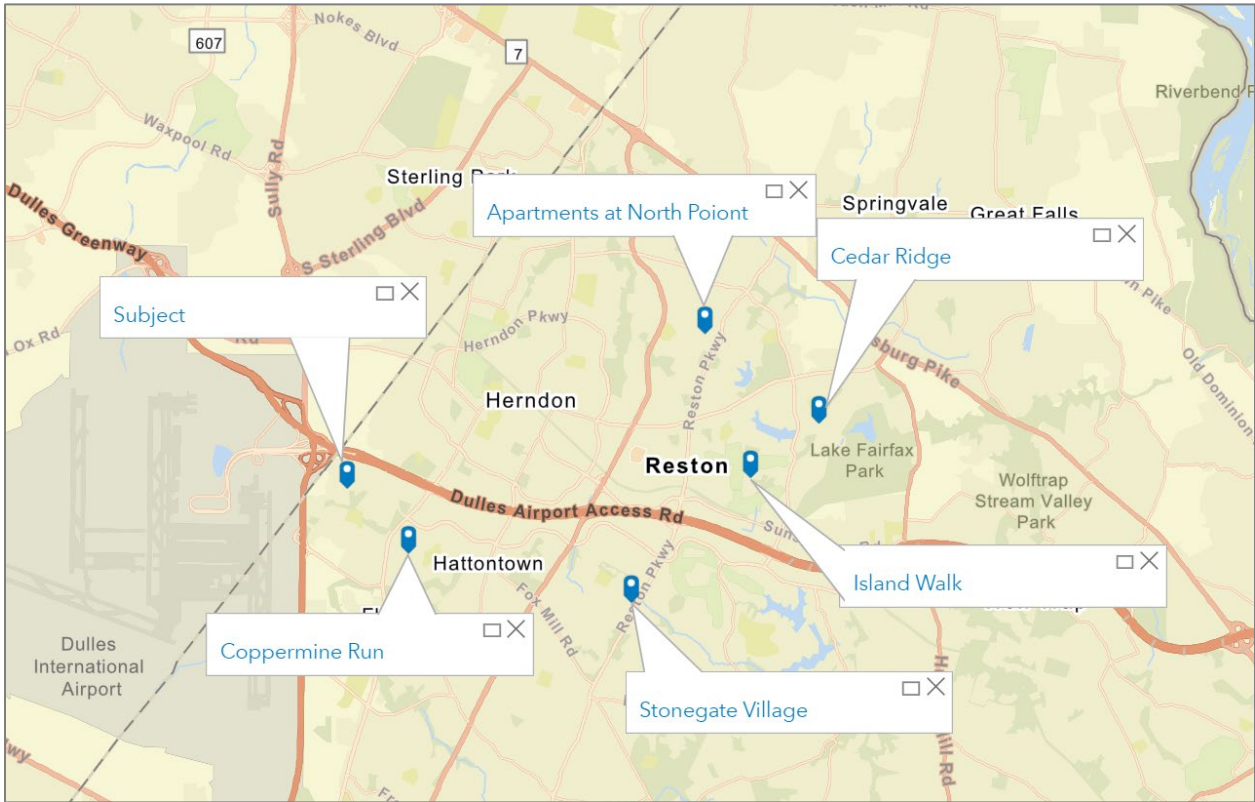 Nokes Blvd
607
7
Riverbend
Waxpool Rd
Sully Rd
Sterling
Apartments at North Poiont
Springvale
Great Falls
Cedar Ridge
Dulles Greenway
S Sterling Blvd
Subject
Pike
Ox Rd
Rd
Herndon Pkwy
Reston Pkwy
Pike
Old Dominion
Herndon
Reston
Lake Fairfax
Park
Wolftrap
Stream Valley
Park
Dulles Airport Access Rd
Hattontown
Island Walk
Fox Mill Rd
Reston Pkwy
Coppermine Run
Dulles
International
Airport
Stonegate Village
Rd